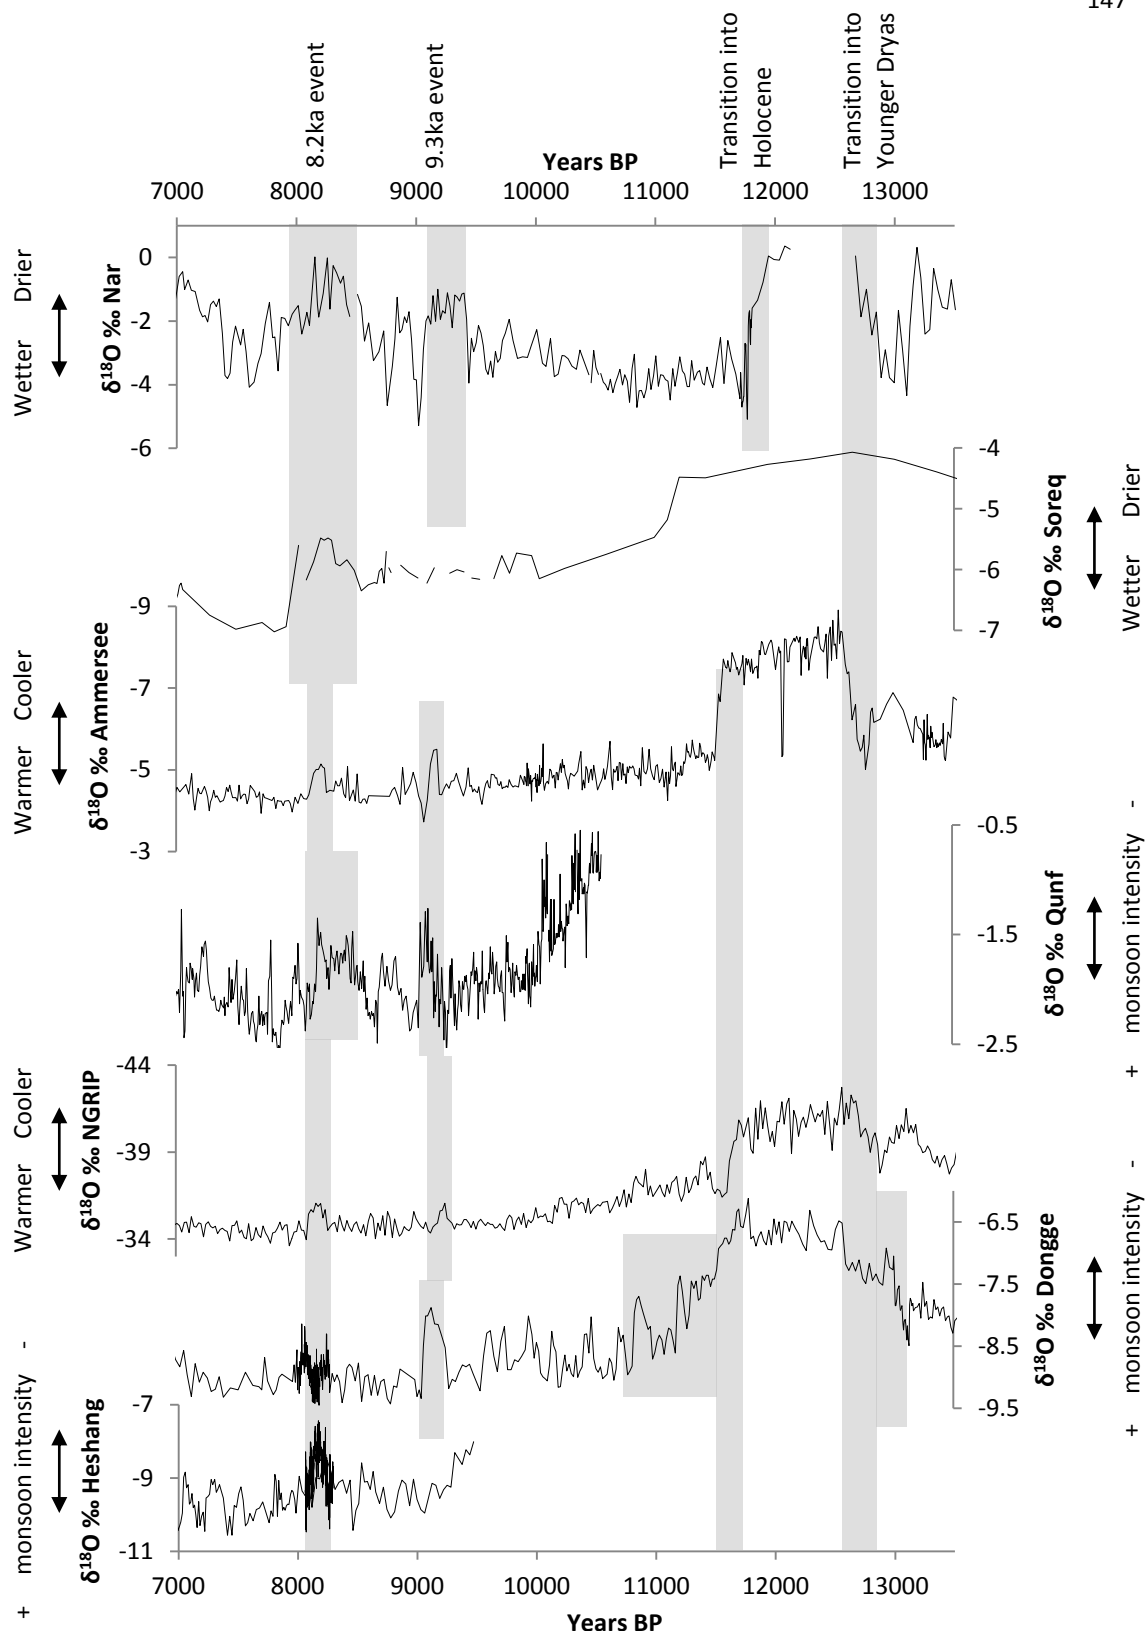 147
8.2ka event
9.3ka event
Transition into
Holocene
Transition into
Younger Dryas
Years BP
7000 8000 9000 10000 11000 12000 13000
Wetter Drier
δ18O ‰ Nar
0
-2
-4
-6
-4
-5
-6
-7
δ18O ‰ Soreq
Wetter Drier
Warmer Cooler
δ18O ‰ Ammersee
-9
-7
-5
-3
-0.5
-1.5
-2.5
δ18O ‰ Qunf
+ monsoon intensity -
Warmer Cooler
δ18O ‰ NGRIP
-44
-39
-34
-6.5
-7.5
-8.5
-9.5
δ18O ‰ Dongge
+ monsoon intensity -
+ monsoon intensity -
δ18O ‰ Heshang
-7
-9
-11
7000 8000 9000 10000 11000 12000 13000
Years BP